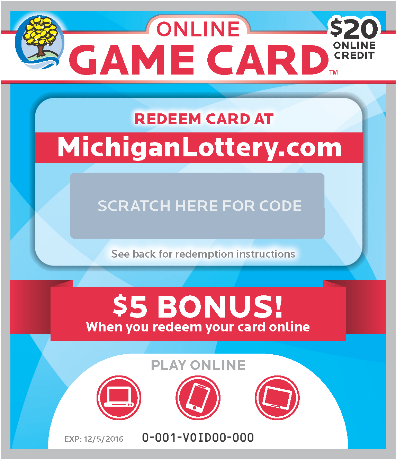 ONLINE
GAME CARD™
$20
ONLINE
CREDIT
REDEEM CARD AT
MichiganLottery.com
SCRATCH HERE FOR CODE
See back for redemption instructions
$5 BONUS!
When you redeem your card online
PLAY ONLINE
EXP: 12/5/2016 0-001-VOID00-000